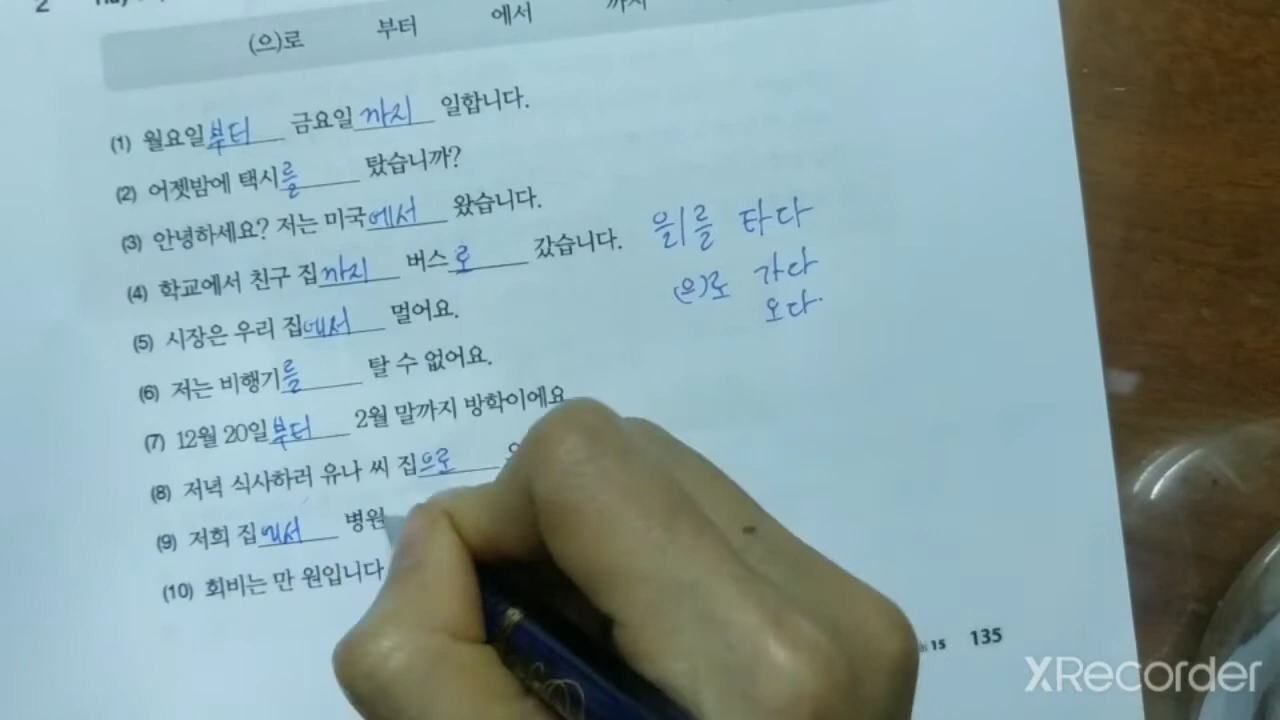 2
(으)로 부터 에서 까지
(1) 월요일부터 금요일까지 일합니다.
(2) 어젯밤에 택시를 탔습니까?
(3) 안녕하세요? 저는 미국에서 왔습니다.
(4) 학교에서 친구 집까지 버스로 갔습니다.
을/를 타다
(으)로 가다
오다.
(5) 시장은 우리 집에서 멀어요.
(6) 저는 비행기를 탈 수 없어요.
(7) 12월 20일부터 2월 말까지 방학이에요
(8) 저녁 식사하러 유나 씨 집으로
(9) 저희 집에서 병원
(10) 회비는 만 원입니다
15 135
XRecorder